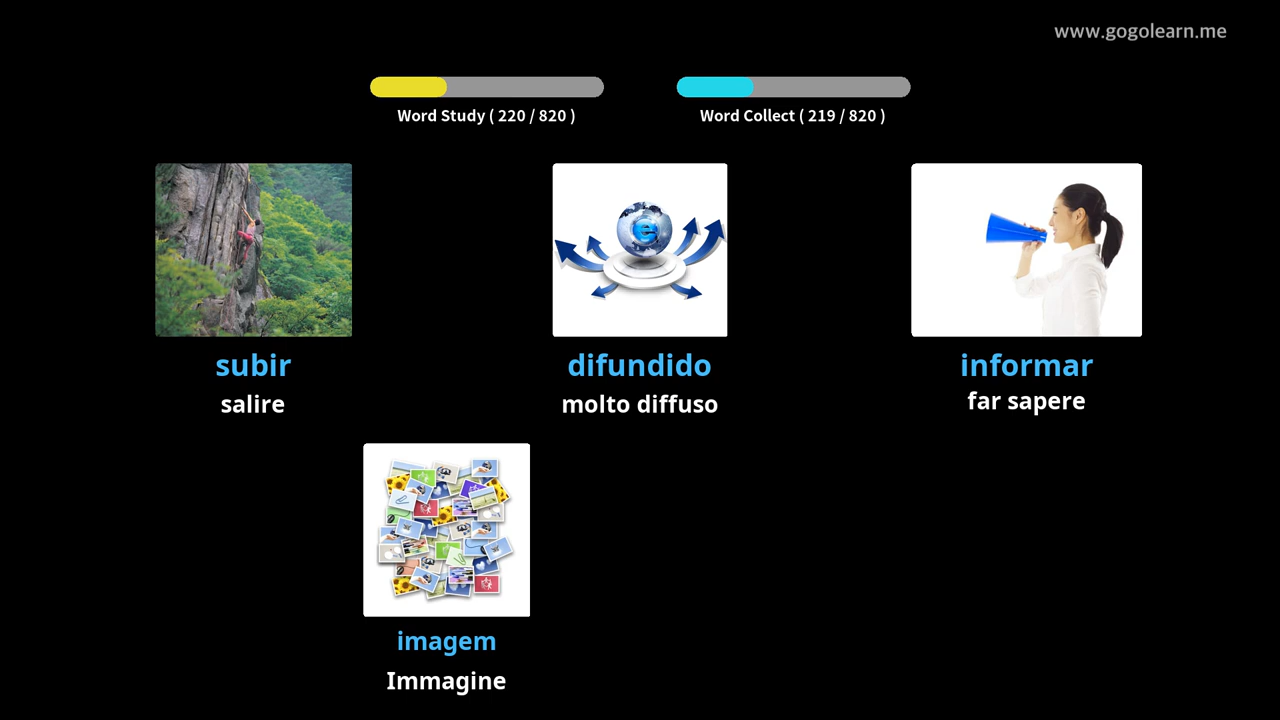 www.gogolearn.me
Word Study ( 220 / 820 )
Word Collect ( 219 / 820 )
e
subir
difundido
informar
salire
molto diffuso
far sapere
imagem
Immagine